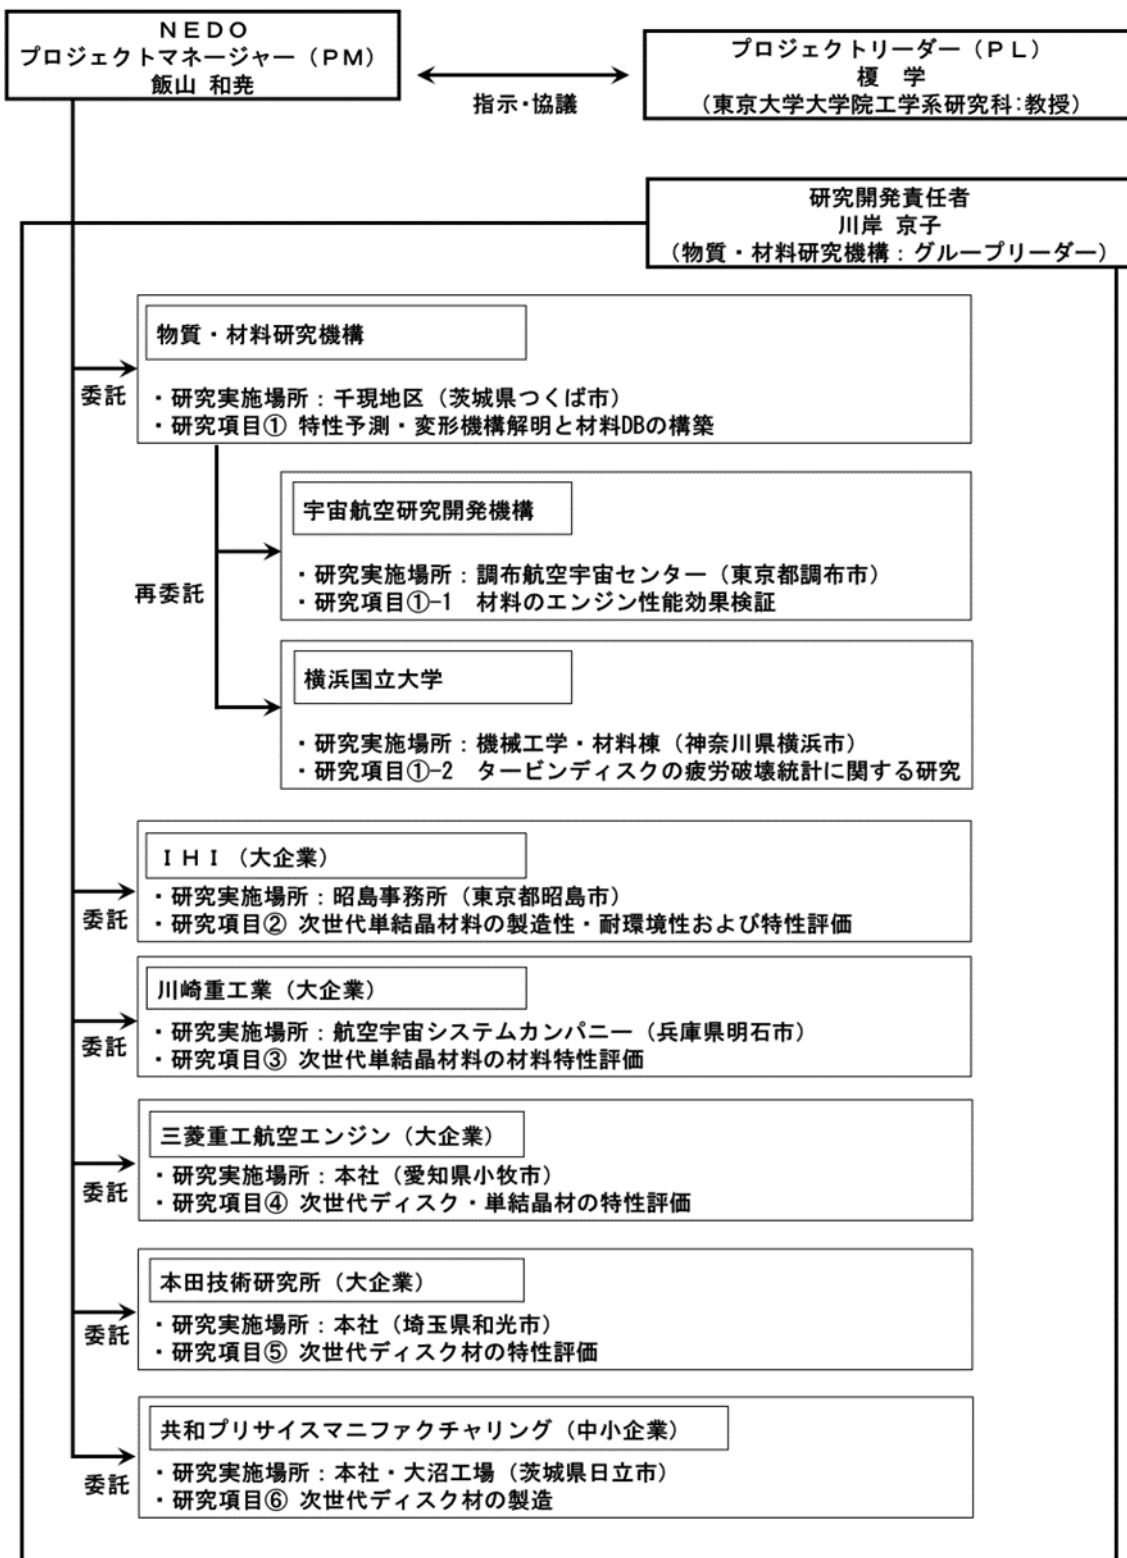 ＮＥＤＯ
プロジェクトマネージャー（ＰＭ）
飯山 和尭
指示・協議
プロジェクトリーダー（ＰＬ）
榎　学
（東京大学大学院工学系研究科：教授）
研究開発責任者
川岸 京子
（物質・材料研究機構：グループリーダー）
物質・材料研究機構
委託
・研究実施場所：千現地区（茨城県つくば市）
・研究項目① 特性予測・変形機構解明と材料DBの構築
再委託
宇宙航空研究開発機構
・研究実施場所：調布航空宇宙センター（東京都調布市）
・研究項目①-1　材料のエンジン性能効果検証
横浜国立大学
・研究実施場所：機械工学・材料棟（神奈川県横浜市）
・研究項目①-2　タービンディスクの疲労破壊統計に関する研究
ＩＨＩ（大企業）
委託
・研究実施場所：昭島事務所（東京都昭島市）
・研究項目② 次世代単結晶材料の製造性・耐環境性および特性評価
川崎重工業（大企業）
委託
・研究実施場所：航空宇宙システムカンパニー（兵庫県明石市）
・研究項目③ 次世代単結晶材料の材料特性評価
三菱重工航空エンジン（大企業）
委託
・研究実施場所：本社（愛知県小牧市）
・研究項目④ 次世代ディスク・単結晶材の特性評価
本田技術研究所（大企業）
委託
・研究実施場所：本社（埼玉県和光市）
・研究項目⑤ 次世代ディスク材の特性評価
共和プリサイスマニファクチャリング（中小企業）
委託
・研究実施場所：本社・大沼工場（茨城県日立市）
・研究項目⑥ 次世代ディスク材の製造